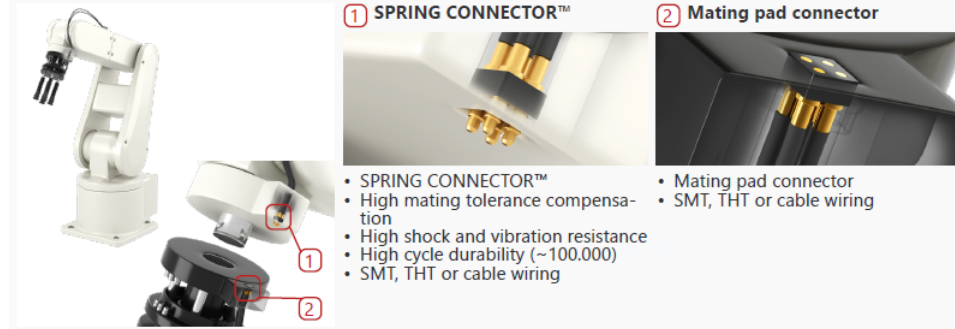 1 SPRING CONNECTOR™
2 Mating pad connector
• SPRING CONNECTOR™
• High mating tolerance compensa-
tion
• High shock and vibration resistance
• High cycle durability (~100.000)
• SMT, THT or cable wiring
• Mating pad connector
• SMT, THT or cable wiring
1
2